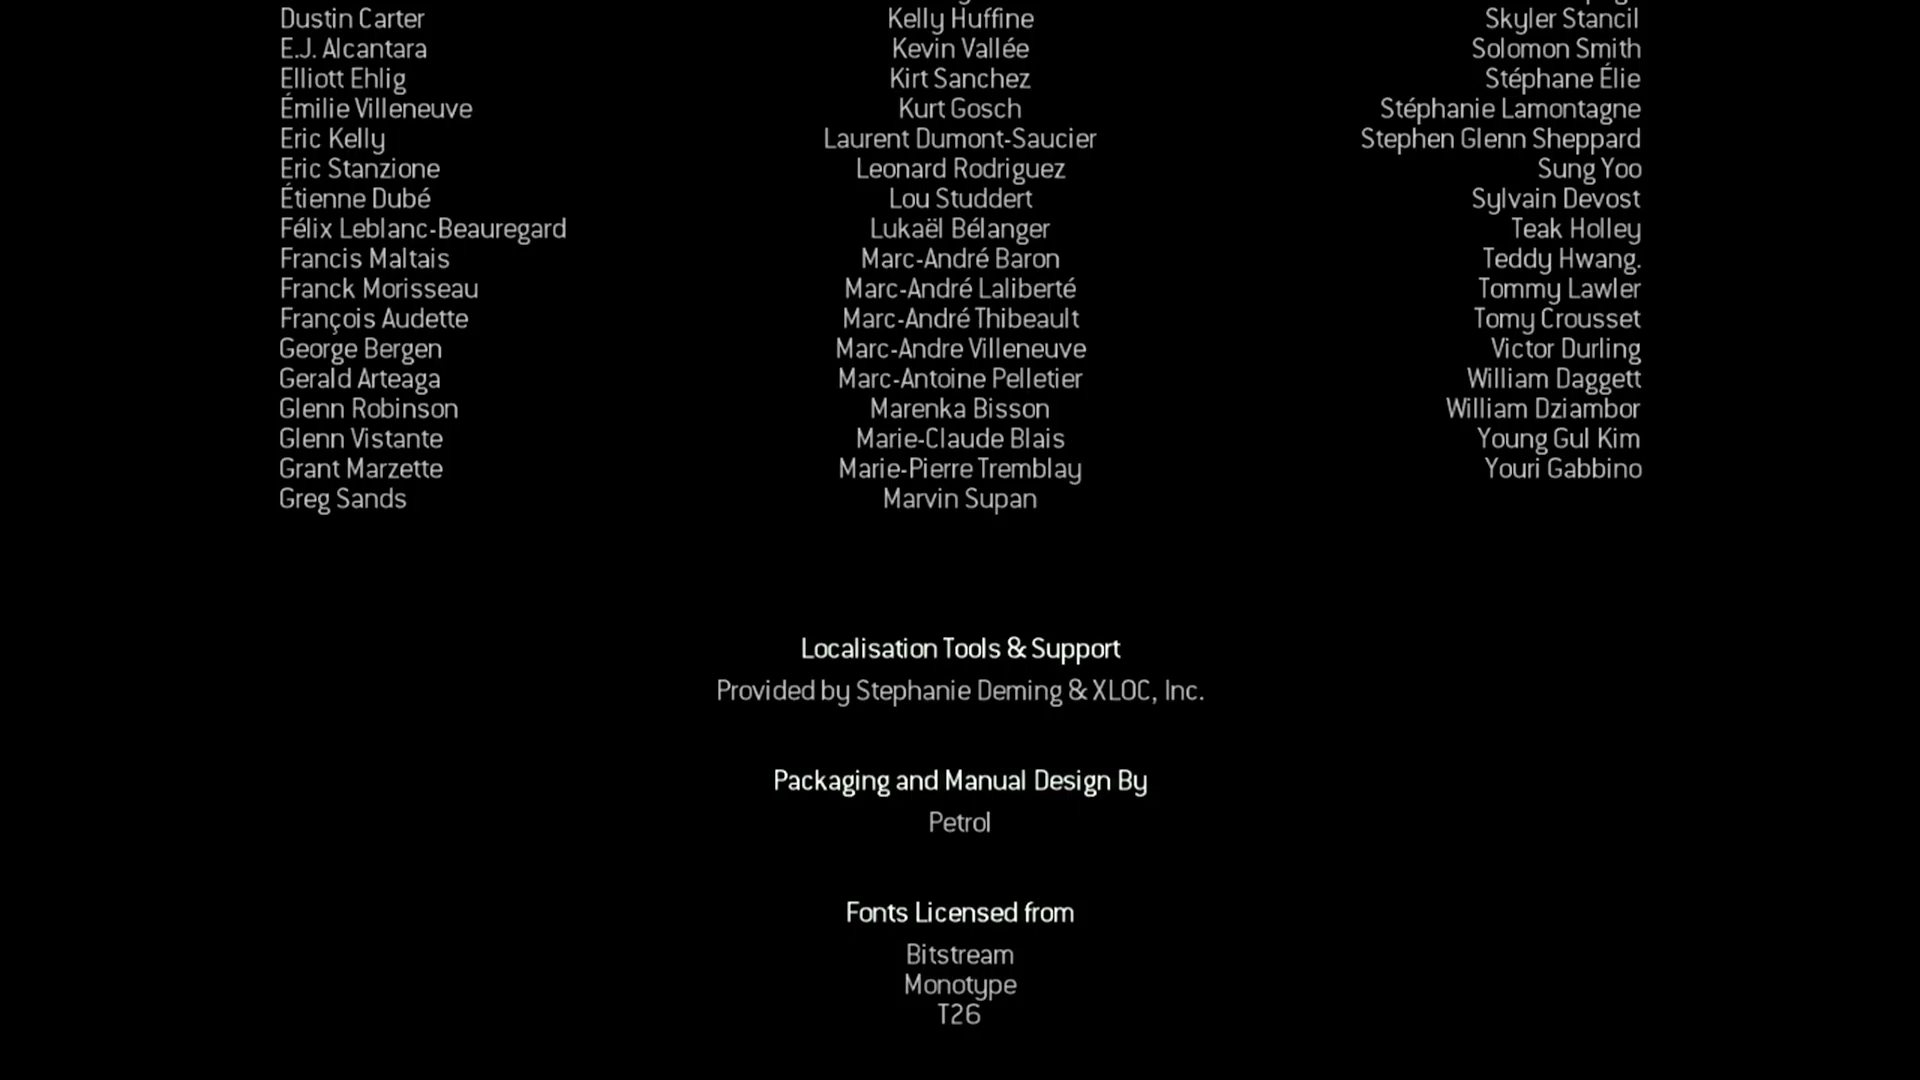 Dustin Carter
E.J. Alcantara
Elliott Ehlig
Émilie Villeneuve
Eric Kelly
Eric Stanzione
Étienne Dubé
Félix Leblanc-Beauregard
Francis Maltais
Franck Morisseau
François Audette
George Bergen
Gerald Arteaga
Glenn Robinson
Glenn Vistante
Grant Marzette
Greg Sands
Kelly Huffine
Kevin Vallée
Kirt Sanchez
Kurt Gosch
Laurent Dumont-Saucier
Leonard Rodriguez
Lou Studdert
Lukaël Bélanger
Marc-André Baron
Marc-André Laliberté
Marc-André Thibeault
Marc-Andre Villeneuve
Marc-Antoine Pelletier
Marenka Bisson
Marie-Claude Blais
Marie-Pierre Tremblay
Marvin Supan
Skyler Stancil
Solomon Smith
Stéphane Élie
Stéphanie Lamontagne
Stephen Glenn Sheppard
Sung Yoo
Sylvain Devost
Teak Holley
Teddy Hwang.
Tommy Lawler
Tomy Crousset
Victor Durling
William Daggett
William Dziambor
Young Gul Kim
Youri Gabbino
Localisation Tools & Support
Provided by Stephanie Deming & XLOC, Inc.
Packaging and Manual Design By
Petrol
Fonts Licensed from
Bitstream
Monotype
T26